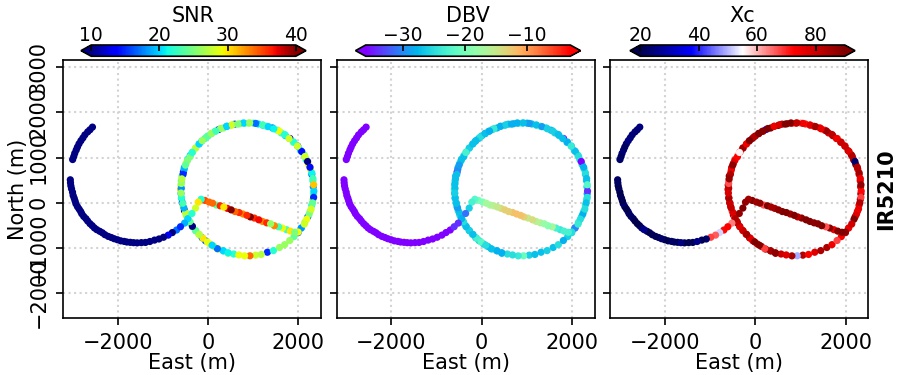 SNR DBV Xc
10 20 30 40 −30 −20 −10 20 40 60 80
North (m)
3000
2000
1000
0
−1000
−2000
IR5210
−2000 0 2000 −2000 0 2000 −2000 0 2000
East (m) East (m) East (m)